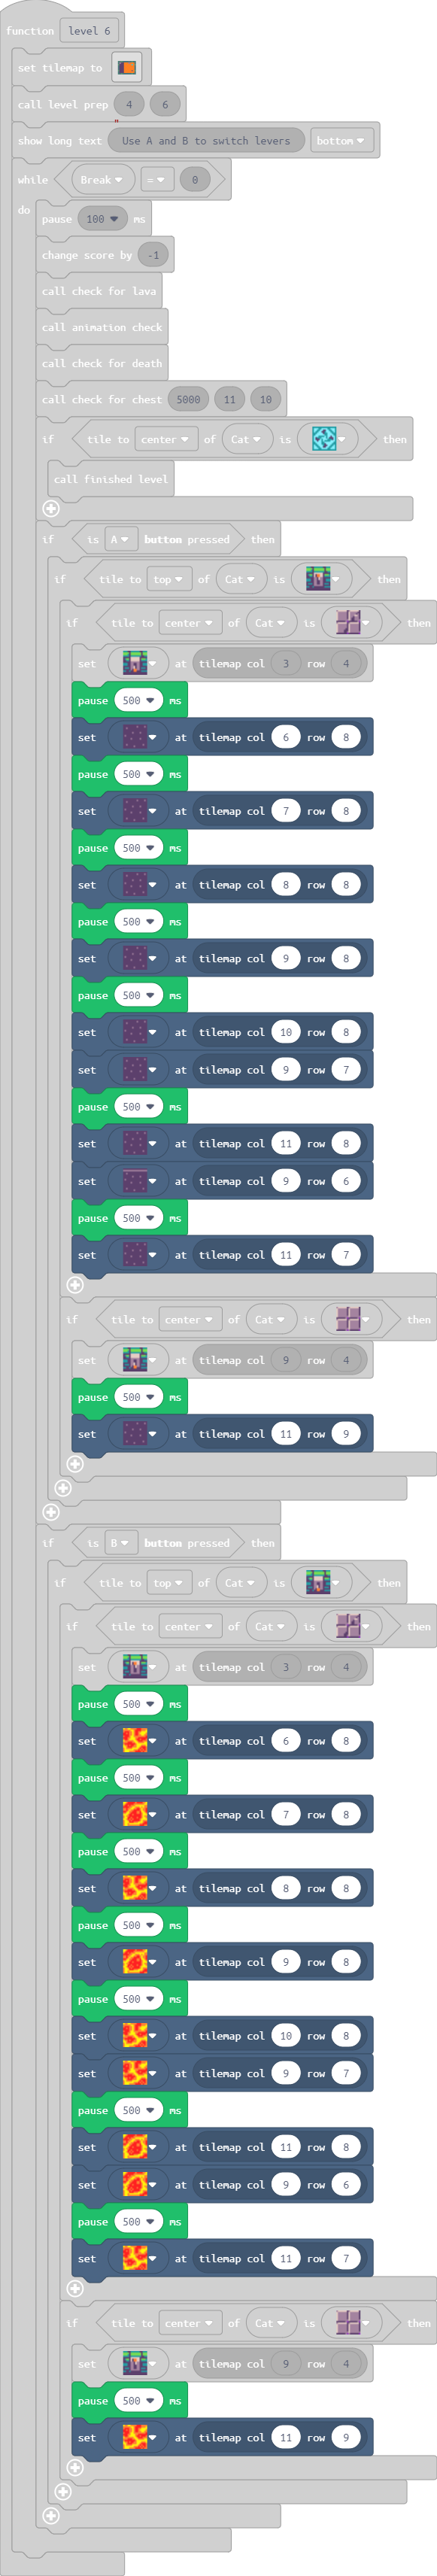 function level 6
set tilemap to
call level prep 4 6
show long text Use A and B to switch levers bottom
while Break = 0
do
pause 100 ms
change score by -1
call check for lava
call animation check
call check for death
call check for chest 5000 11 10
if tile to center of Cat is then
call finished level
if is A button pressed then
if tile to top of Cat is then
if tile to center of Cat is then
set at tilemap col 3 row 4
pause 500 ms
set at tilemap col 6 row 8
pause 500 ms
set at tilemap col 7 row 8
pause 500 ms
set at tilemap col 8 row 8
pause 500 ms
set at tilemap col 9 row 8
pause 500 ms
set at tilemap col 10 row 8
set at tilemap col 9 row 7
pause 500 ms
set at tilemap col 11 row 8
set at tilemap col 9 row 6
pause 500 ms
set at tilemap col 11 row 7
if tile to center of Cat is then
set at tilemap col 9 row 4
pause 500 ms
set at tilemap col 11 row 9
if is B button pressed then
if tile to top of Cat is then
if tile to center of Cat is then
set at tilemap col 3 row 4
pause 500 ms
set at tilemap col 6 row 8
pause 500 ms
set at tilemap col 7 row 8
pause 500 ms
set at tilemap col 8 row 8
pause 500 ms
set at tilemap col 9 row 8
pause 500 ms
set at tilemap col 10 row 8
set at tilemap col 9 row 7
pause 500 ms
set at tilemap col 11 row 8
set at tilemap col 9 row 6
pause 500 ms
set at tilemap col 11 row 7
if tile to center of Cat is then
set at tilemap col 9 row 4
pause 500 ms
set at tilemap col 11 row 9